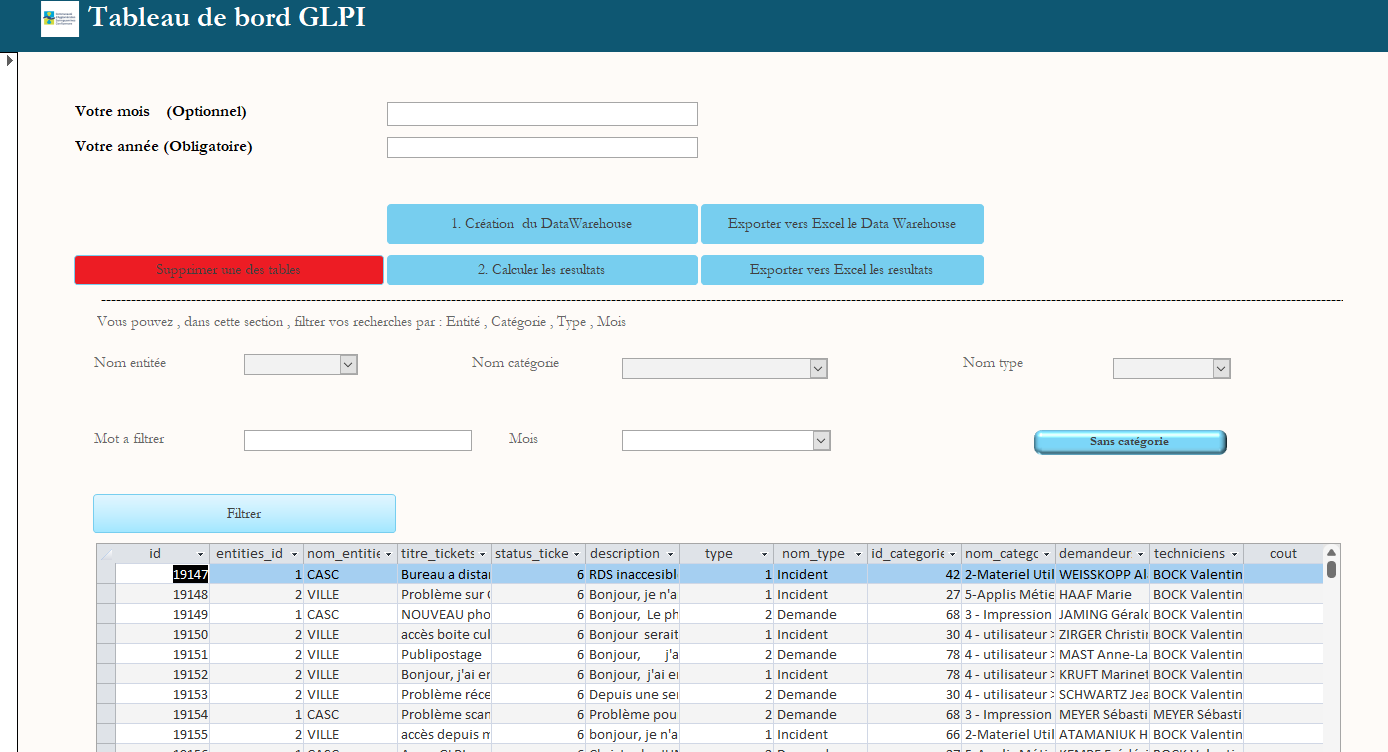 Tableau de bord GLPI
Votre mois (Optionnel)
Votre année (Obligatoire)
1. Création du DataWarehouse Exporter vers Excel le Data Warehouse
Supprimer une des tables 2. Calculer les resultats Exporter vers Excel les resultats
Vous pouvez , dans cette section , filtrer vos recherches par : Entité , Catégorie , Type , Mois
Nom entitée Nom catégorie Nom type
Mot a filtrer Mois Sans catégorie
Filtrer
id entities_id nom_entitie titre_tickets status_ticke description type nom_type id_categorie nom_categc demandeur techniciens cout
19147 1 CASC Bureau a distar 6 RDS inaccesibl 1 Incident 42 2-Materiel Util WEISSKOPP Al BOCK Valentin
19148 2 VILLE Problème sur 6 Bonjour, je n'a 1 Incident 27 5-Applis Métie HAAF Marie BOCK Valentin
19149 1 CASC NOUVEAU pho 6 Bonjour, Le ph 2 Demande 68 3 - Impression JAMING Géralc BOCK Valentin
19150 2 VILLE accès boite cul 6 Bonjour serait 1 Incident 30 4 - utilisateur > ZIRGER Christir BOCK Valentin
19151 2 VILLE Publipostage 6 Bonjour, j'a 2 Demande 78 4 - utilisateur > MAST Anne-La BOCK Valentin
19152 2 VILLE Bonjour, j'ai er 6 Bonjour, j'ai er 1 Incident 78 4 - utilisateur > KRUFT Marinet BOCK Valentin
19153 2 VILLE Problème réce 6 Depuis une ser 2 Demande 30 4 - utilisateur > SCHWARTZ Jea BOCK Valentin
19154 1 CASC Problème scan 6 Problème pou 2 Demande 68 3 - Impression MEYER Sébasti MEYER Sébasti
19155 2 VILLE accès depuis m 6 bonjour, je n'a 1 Incident 66 2-Materiel Util ATAMANIUK H BOCK Valentin